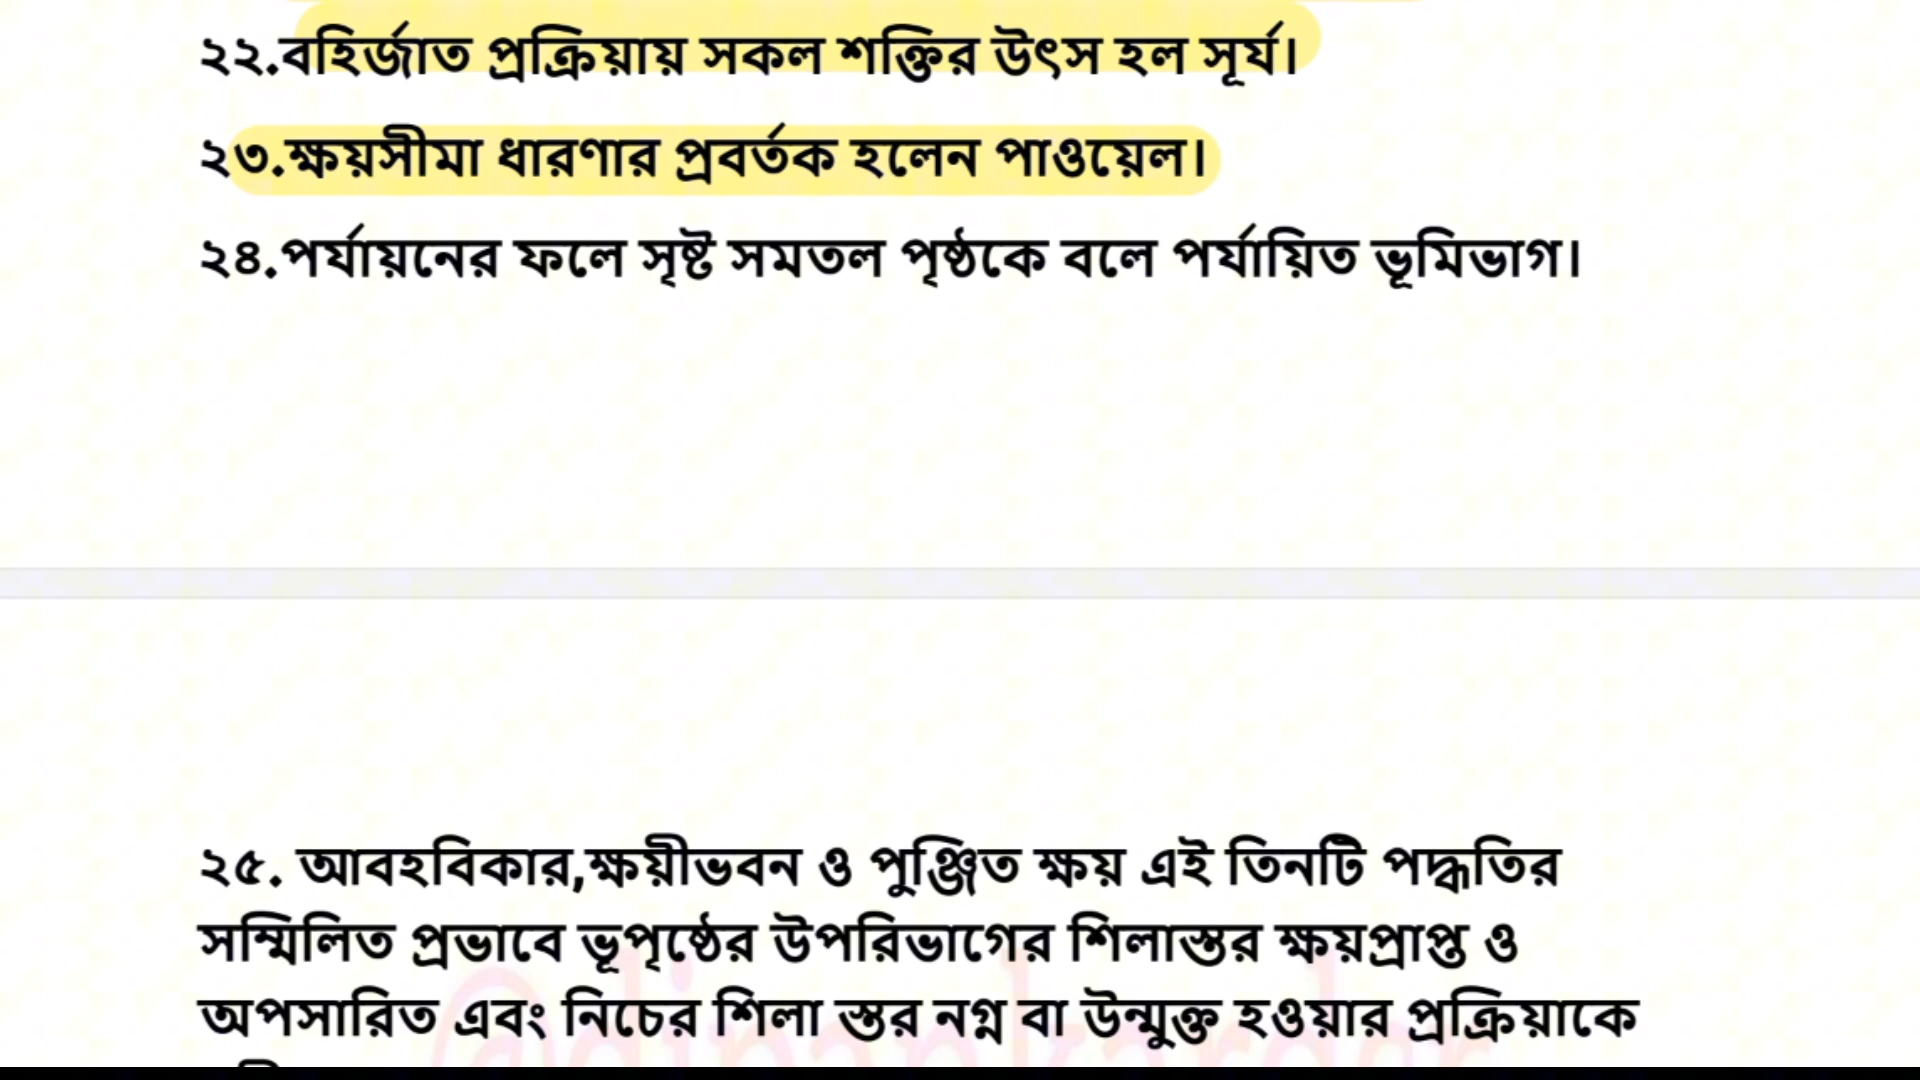 ২২.বহির্জাত প্রক্রিয়ায় সকল শক্তির উৎস হল সূর্য।
২৩.ক্ষয়সীমা ধারণার প্রবর্তক হলেন পাওয়েল।
২৪.পর্যায়নের ফলে সৃষ্ট সমতল পৃষ্ঠকে বলে পর্যায়িত ভূমিভাগ।
২৫. আবহবিকার,ক্ষয়ীভবন ও পুঞ্জিত ক্ষয় এই তিনটি পদ্ধতির
সম্মিলিত প্রভাবে ভূপৃষ্ঠের উপরিভাগের শিলাস্তর ক্ষয়প্রাপ্ত ও
অপসারিত এবং নিচের শিলা স্তর নগ্ন বা উন্মুক্ত হওয়ার প্রক্রিয়াকে